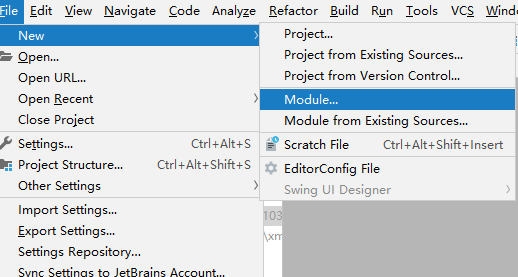 File Edit View Navigate Code Analyze Refactor Build Run Tools VCS
New
Open...
Open URL...
Open Recent
Close Project
Settings... Ctrl+Alt+S
Project Structure... Ctrl+Alt+Shift+S
Other Settings
Import Settings...
Export Settings...
Settings Repository...
Sync Settings to JetBrains Account...
Project...
Project from Existing Sources...
Project from Version Control...
Module...
Module from Existing Sources...
Scratch File Ctrl+Alt+Shift+Insert
EditorConfig File
Swing UI Designer
103
\xm